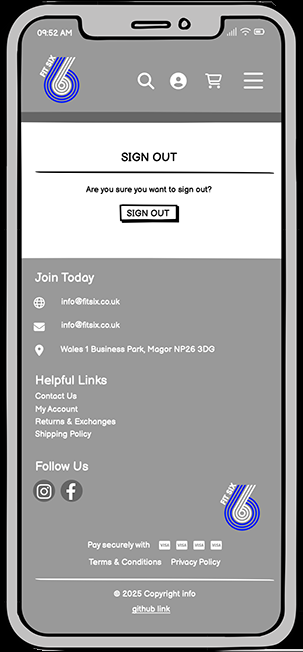 09:52 AM
FIT SIX
SIGN OUT
Are you sure you want to sign out?
SIGN OUT
Join Today
info@fitsix.co.uk
info@fitsix.co.uk
Wales 1 Business Park, Magor NP26 3DG
Helpful Links
Contact Us
My Account
Returns & Exchanges
Shipping Policy
Follow Us
FIT SIX
Pay securely with VISA VISA VISA VISA
Terms & Conditions Privacy Policy
© 2025 Copyright info
github link